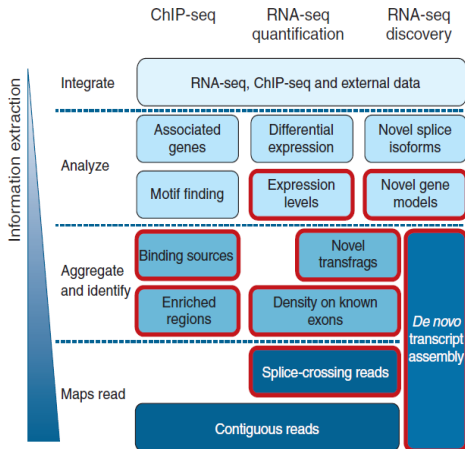 ChIP-seq
RNA-seq
quantification
RNA-seq
discovery
Information extraction
Integrate
RNA-seq, ChIP-seq and external data
Analyze
Associated
genes
Differential
expression
Novel splice
isoforms
Motif finding
Expression
levels
Novel gene
models
Aggregate
and identify
Binding sources
Novel
transfrags
Enriched
regions
Density on known
exons
De novo
transcript
assembly
Maps read
Splice-crossing reads
Contiguous reads